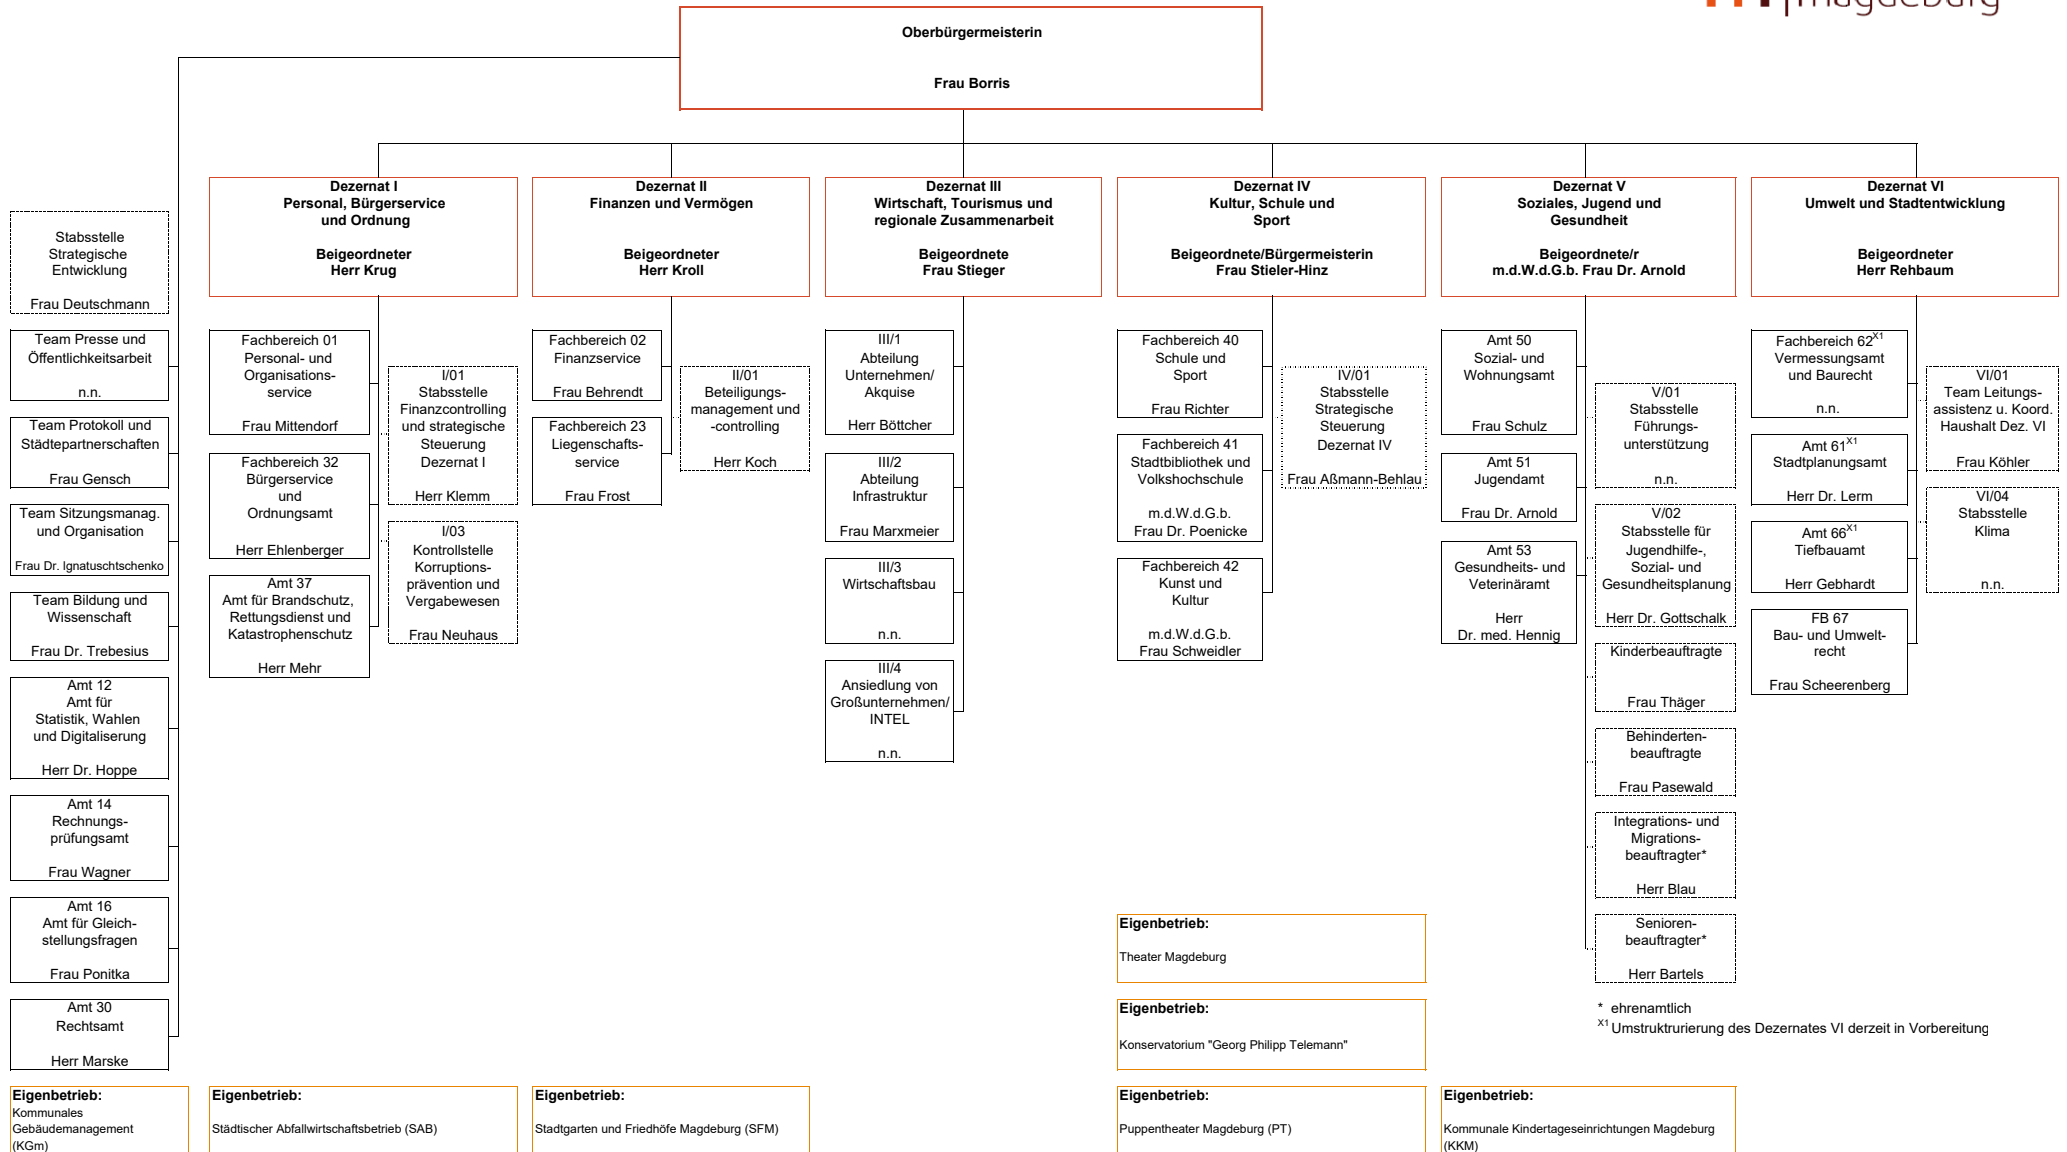 magdeburg
Oberbürgermeisterin
Frau Borris
Stabsstelle
Strategische
Entwicklung
Frau Deutschmann
Team Presse und
Öffentlichkeitsarbeit
n.n.
Team Protokoll und
Städtepartnerschaften
Frau Gensch
Team Sitzungsmanag.
und Organisation
Frau Dr. Ignatuschtschenko
Team Bildung und
Wissenschaft
Frau Dr. Trebesius
Amt 12
Amt für
Statistik, Wahlen
und Digitaliserung
Herr Dr. Hoppe
Amt 14
Rechnungs-
prüfungsamt
Frau Wagner
Amt 16
Amt für Gleich-
stellungsfragen
Frau Ponitka
Amt 30
Rechtsamt
Herr Marske
Eigenbetrieb:
Kommunales
Gebäudemanagement
(KGm)
Dezernat I
Personal, Bürgerservice
und Ordnung
Beigeordneter
Herr Krug
Fachbereich 01
Personal- und
Organisations-
service
Frau Mittendorf
Fachbereich 32
Bürgerservice
und
Ordnungsamt
Herr Ehlenberger
Amt 37
Amt für Brandschutz,
Rettungsdienst und
Katastrophenschutz
Herr Mehr
I/01
Stabsstelle
Finanzcontrolling
und strategische
Steuerung
Dezernat I
Herr Klemm
I/03
Kontrollstelle
Korruptions-
prävention und
Vergabewesen
Frau Neuhaus
Eigenbetrieb:
Städtischer Abfallwirtschaftsbetrieb (SAB)
Dezernat II
Finanzen und Vermögen
Beigeordneter
Herr Kroll
Fachbereich 02
Finanzservice
Frau Behrendt
Fachbereich 23
Liegenschafts-
service
Frau Frost
II/01
Beteiligungs-
management und
-controlling
Herr Koch
Eigenbetrieb:
Stadtgarten und Friedhöfe Magdeburg (SFM)
Dezernat III
Wirtschaft, Tourismus und
regionale Zusammenarbeit
Beigeordnete
Frau Stieger
III/1
Abteilung
Unternehmen/
Akquise
Herr Böttcher
III/2
Abteilung
Infrastruktur
Frau Marxmeier
III/3
Wirtschaftsbau
n.n.
III/4
Ansiedlung von
Großunternehmen/
INTEL
n.n.
Dezernat IV
Kultur, Schule und
Sport
Beigeordnete/Bürgermeisterin
Frau Stieler-Hinz
Fachbereich 40
Schule und
Sport
Frau Richter
Fachbereich 41
Stadtbibliothek und
Volkshochschule
m.d.W.d.G.b.
Frau Dr. Poenicke
Fachbereich 42
Kunst und
Kultur
m.d.W.d.G.b.
Frau Schweidler
IV/01
Stabsstelle
Strategische
Steuerung
Dezernat IV
Frau Aßmann-Behlau
Eigenbetrieb:
Theater Magdeburg
Eigenbetrieb:
Konservatorium "Georg Philipp Telemann"
Eigenbetrieb:
Puppentheater Magdeburg (PT)
Dezernat V
Soziales, Jugend und
Gesundheit
Beigeordnete/r
m.d.W.d.G.b. Frau Dr. Arnold
Amt 50
Sozial- und
Wohnungsamt
Frau Schulz
Amt 51
Jugendamt
Frau Dr. Arnold
Amt 53
Gesundheits- und
Veterinäramt
Herr
Dr. med. Hennig
V/01
Stabsstelle
Führungs-
unterstützung
n.n.
V/02
Stabsstelle für
Jugendhilfe-,
Sozial- und
Gesundheitsplanung
Herr Dr. Gottschalk
Kinderbeauftragte
Frau Thäger
Behinderten-
beauftragte
Frau Pasewald
Integrations- und
Migrations-
beauftragter*
Herr Blau
Senioren-
beauftragter*
Herr Bartels
Eigenbetrieb:
Kommunale Kindertageseinrichtungen Magdeburg
(KKM)
Dezernat VI
Umwelt und Stadtentwicklung
Beigeordneter
Herr Rehbaum
Fachbereich 62X1
Vermessungsamt
und Baurecht
n.n.
Amt 61X1
Stadtplanungsamt
Herr Dr. Lerm
Amt 66X1
Tiefbauamt
Herr Gebhardt
FB 67
Bau- und Umwelt-
recht
Frau Scheerenberg
VI/01
Team Leitungs-
assistenz u. Koord.
Haushalt Dez. VI
Frau Köhler
VI/04
Stabsstelle
Klima
n.n.
* ehrenamtlich
X1 Umstruktrurierung des Dezernates VI derzeit in Vorbereitung